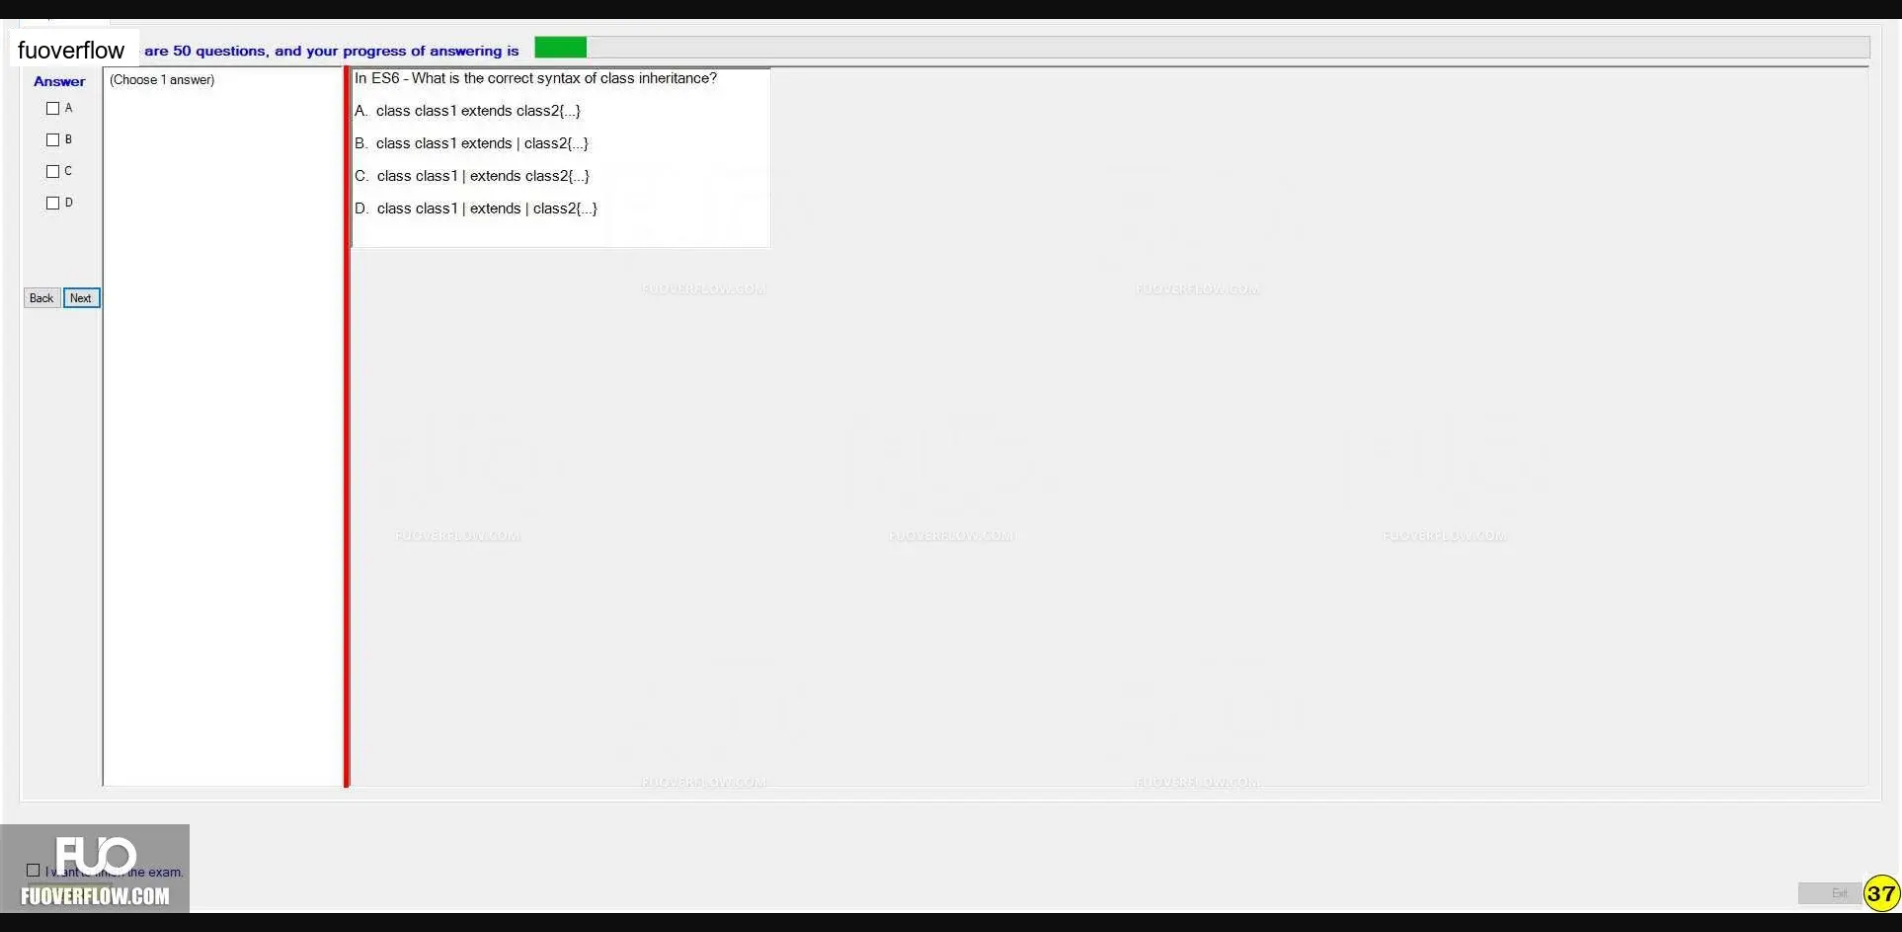 fuoverflow are 50 questions, and your progress of answering is
Answer
(Choose 1 answer)
A
B
C
D
Back Next
In ES6 - What is the correct syntax of class inheritance?
A. class class1 extends class2{...}
B. class class1 extends | class2{...}
C. class class1 | extends class2{...}
D. class class1 | extends | class2{...}
FUOVERFLOW.COM FUOVERFLOW.COM
FUOVERFLOW.COM FUOVERFLOW.COM FUOVERFLOW.COM
FUOVERFLOW.COM FUOVERFLOW.COM
FUO
I want to finish the exam.
FUOVERFLOW.COM
Exit 37